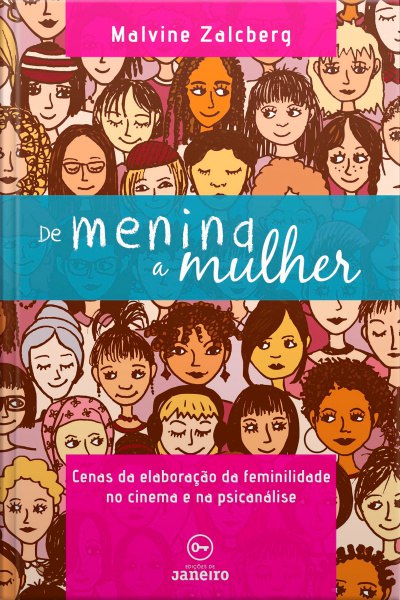 Malvine Zalcberg
De menina
a mulher
Cenas da elaboração da feminilidade
no cinema e na psicanálise
EDIÇÕES DE
JANEIRO